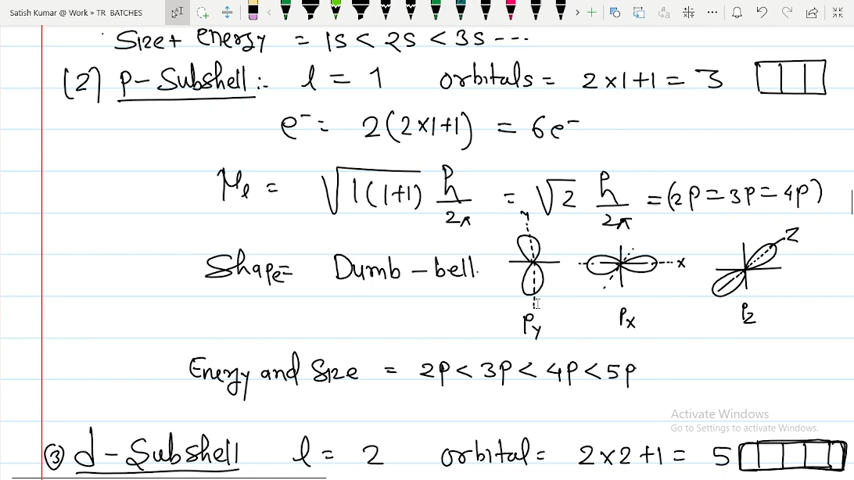 Satish Kumar @ Work » TR BATCHES
Size + energy = 1s < 2s < 3s ---
(2) p-Subshell:- l = 1 orbitals = 2×1+1 = 3
e⁻ = 2(2×1+1) = 6e⁻
μℓ = √1(1+1) h/2π = √2 h/2π = (2p=3p=4p)
Shape= Dumb-bell.
Y
x
Z
Py Px Pz
Energy and Size = 2p < 3p < 4p < 5p
Activate Windows
Go to Settings to activate Windows.
③ d-Subshell l = 2 orbital = 2×2+1 = 5